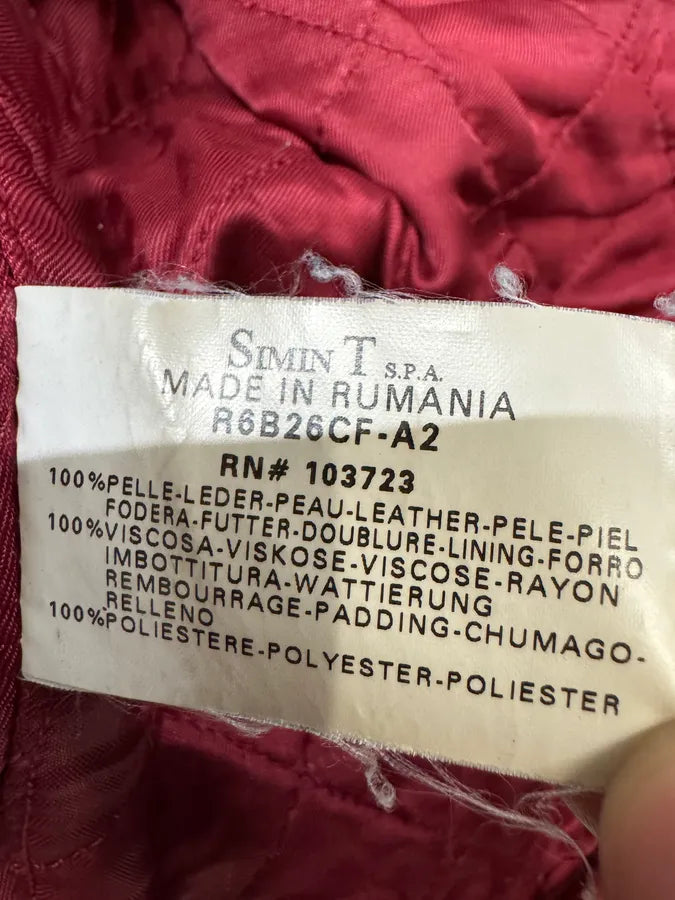 SIMIN T S.P.A.
MADE IN RUMANIA
R6B26CF-A2
RN# 103723
100%PELLE-LEDER-PEAU-LEATHER-PELE-PIEL
FODERA-FUTTER-DOUBLURE-LINING-FORRO
100%VISCOSA-VISKOSE-VISCOSE-RAYON
IMBOTTITURA-WATTIERUNG
REMBOURRAGE-PADDING-CHUMAGO-
RELLENO
100%POLIESTERE-POLYESTER-POLIESTER